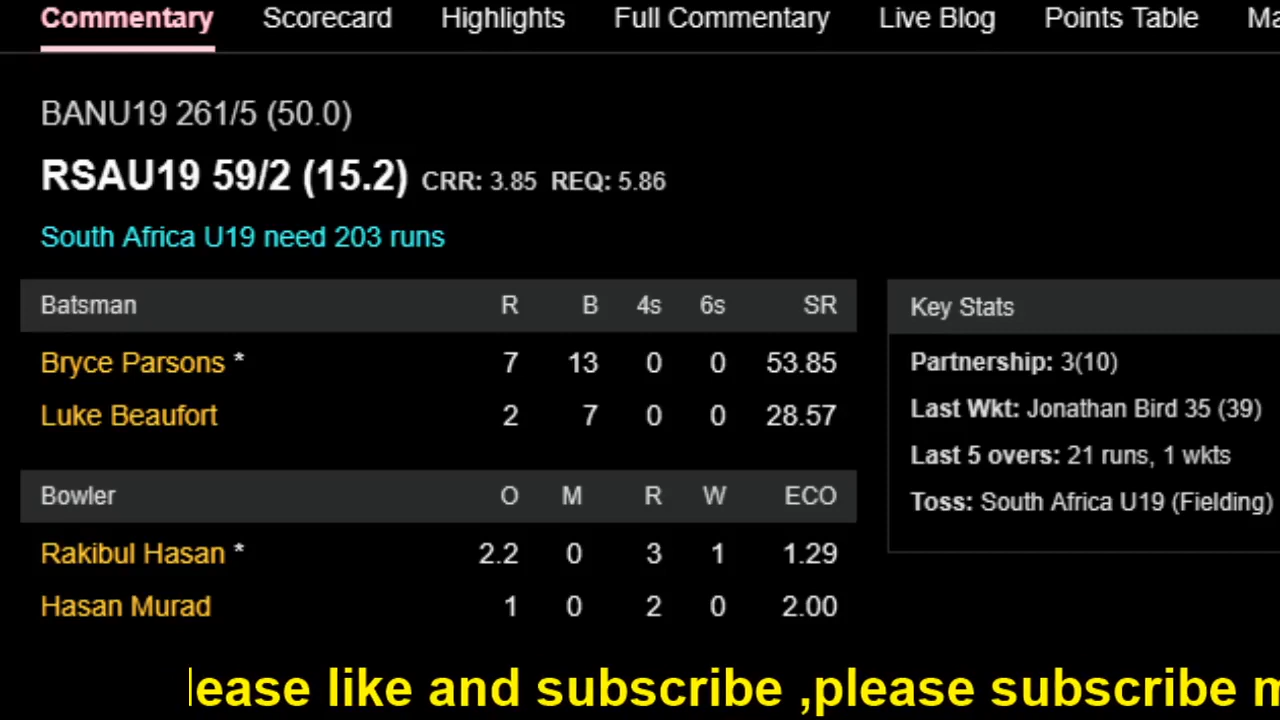 Commentary Scorecard Highlights Full Commentary Live Blog Points Table
BANU19 261/5 (50.0)
RSAU19 59/2 (15.2) CRR: 3.85 REQ: 5.86
South Africa U19 need 203 runs
Batsman R B 4s 6s SR
Bryce Parsons * 7 13 0 0 53.85
Luke Beaufort 2 7 0 0 28.57
Bowler O M R W ECO
Rakibul Hasan * 2.2 0 3 1 1.29
Hasan Murad 1 0 2 0 2.00
Key Stats
Partnership: 3(10)
Last Wkt: Jonathan Bird 35 (39)
Last 5 overs: 21 runs, 1 wkts
Toss: South Africa U19 (Fielding)
lease like and subscribe ,please subscribe